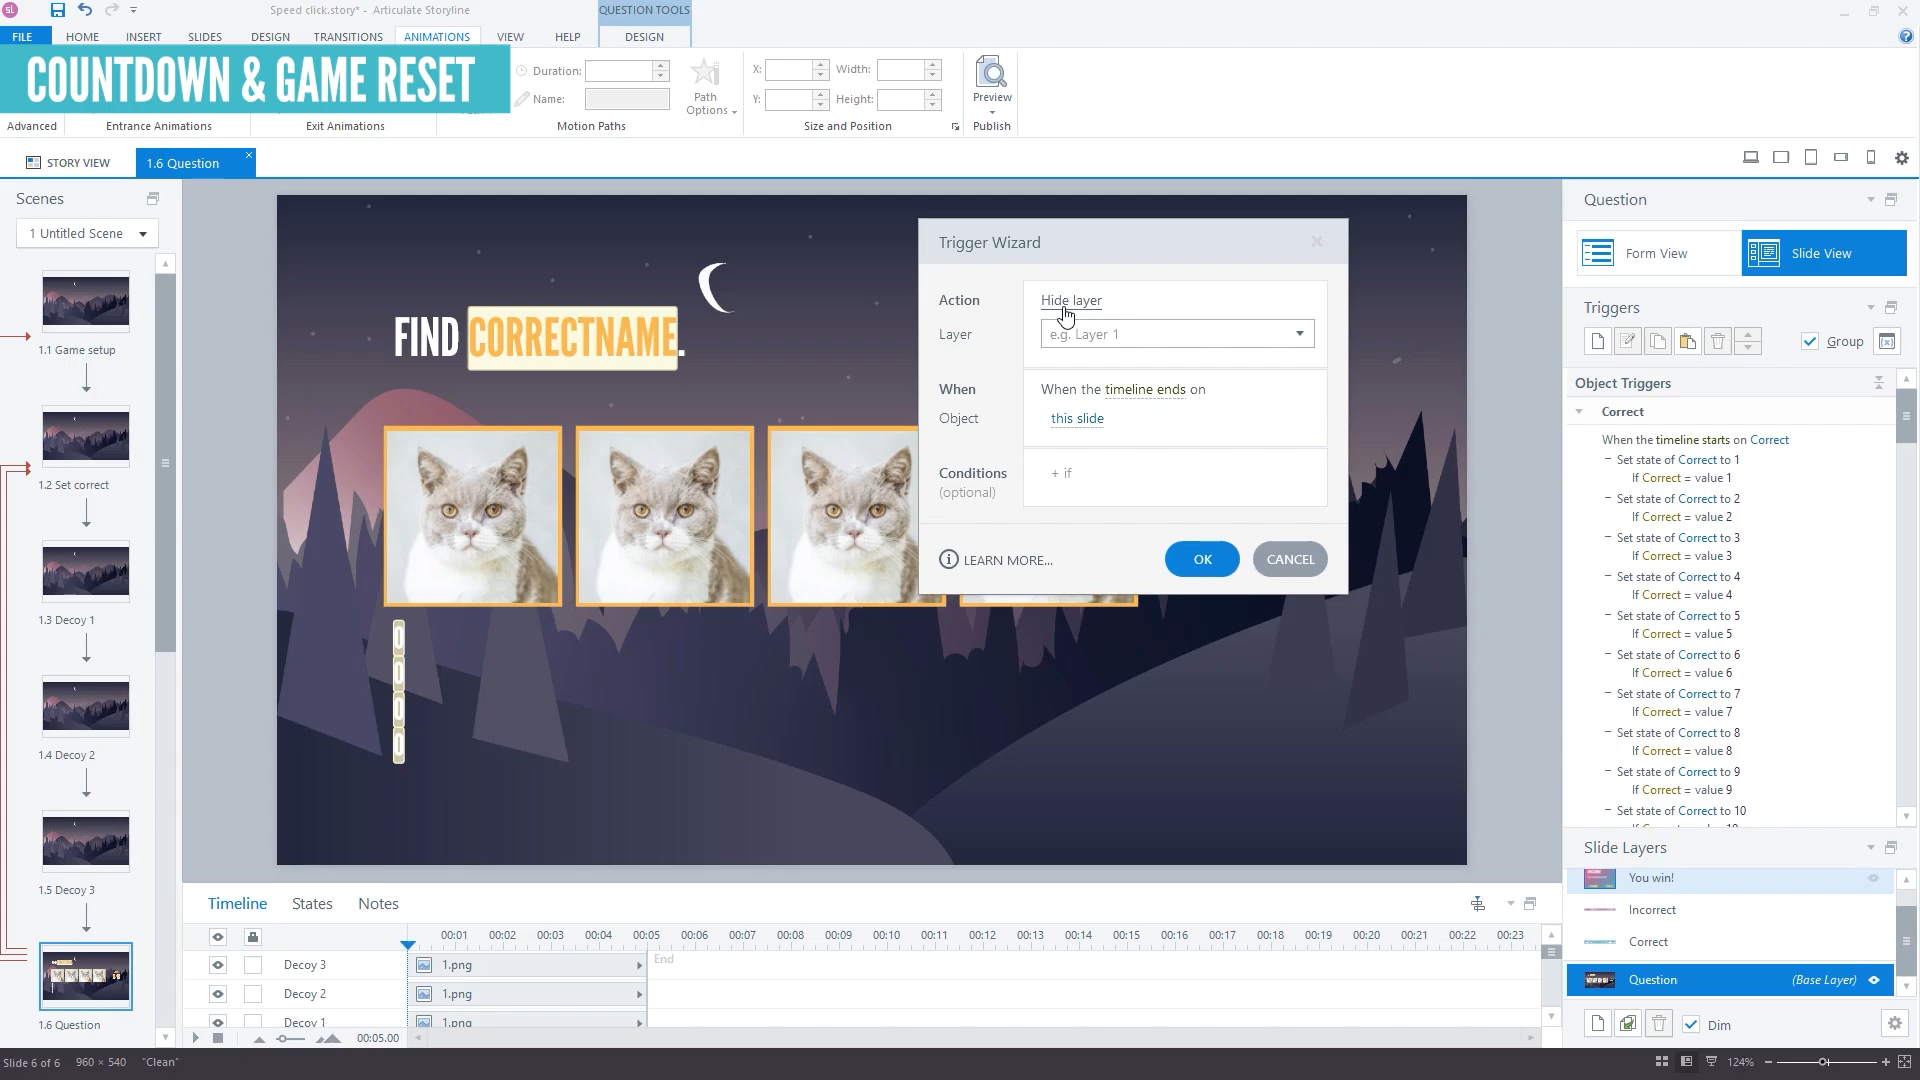 SL
Speed click.story* - Articulate Storyline
QUESTION TOOLS
FILE HOME INSERT SLIDES DESIGN TRANSITIONS ANIMATIONS VIEW HELP DESIGN
COUNTDOWN & GAME RESET
Duration:
Name:
Path Options
X: Width:
Y: Height:
Preview
Advanced Entrance Animations Exit Animations Motion Paths Size and Position Publish
STORY VIEW
1.6 Question
Scenes
1 Untitled Scene
1.1 Game setup
1.2 Set correct
1.3 Decoy 1
1.4 Decoy 2
1.5 Decoy 3
1.6 Question
FIND CORRECTNAME.
Trigger Wizard
Action Hide layer
Layer e.g. Layer 1
When When the timeline ends on
Object this slide
Conditions + if
(optional)
LEARN MORE...
OK
CANCEL
Question
Form View
Slide View
Triggers
Group
Object Triggers
Correct
When the timeline starts on Correct
Set state of Correct to 1
If Correct = value 1
Set state of Correct to 2
If Correct = value 2
Set state of Correct to 3
If Correct = value 3
Set state of Correct to 4
If Correct = value 4
Set state of Correct to 5
If Correct = value 5
Set state of Correct to 6
If Correct = value 6
Set state of Correct to 7
If Correct = value 7
Set state of Correct to 8
If Correct = value 8
Set state of Correct to 9
If Correct = value 9
Set state of Correct to 10
Slide Layers
You win!
Incorrect
Correct
Question (Base Layer)
Dim
Timeline States Notes
00:01 00:02 00:03 00:04 00:05 00:06 00:07 00:08 00:09 00:10 00:11 00:12 00:13 00:14 00:15 00:16 00:17 00:18 00:19 00:20 00:21 00:22 00:23
Decoy 3 1.png End
Decoy 2 1.png
Decoy 1 1.png
00:05.00
Slide 6 of 6 960 × 540 "Clean"
124%